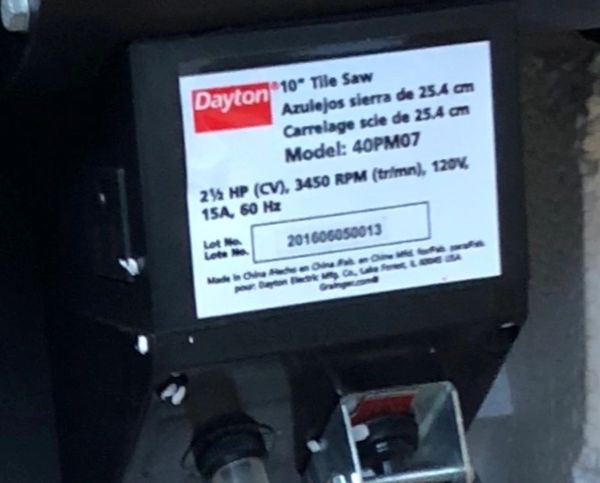 Dayton® 10" Tile Saw
Azulejos sierra de 25.4 cm
Carrelage scie de 25.4 cm
Model: 40PM07
2½ HP (CV), 3450 RPM (tr/mn), 120V,
15A, 60 Hz
Lot No.
Lote No.
201606050013
Made in China /Hecho en China /Fab. en Chine Mfd. for/Fab. para/Fab.
pour: Dayton Electric Mfg. Co., Lake Forest, IL 60045 USA
Grainger.com®